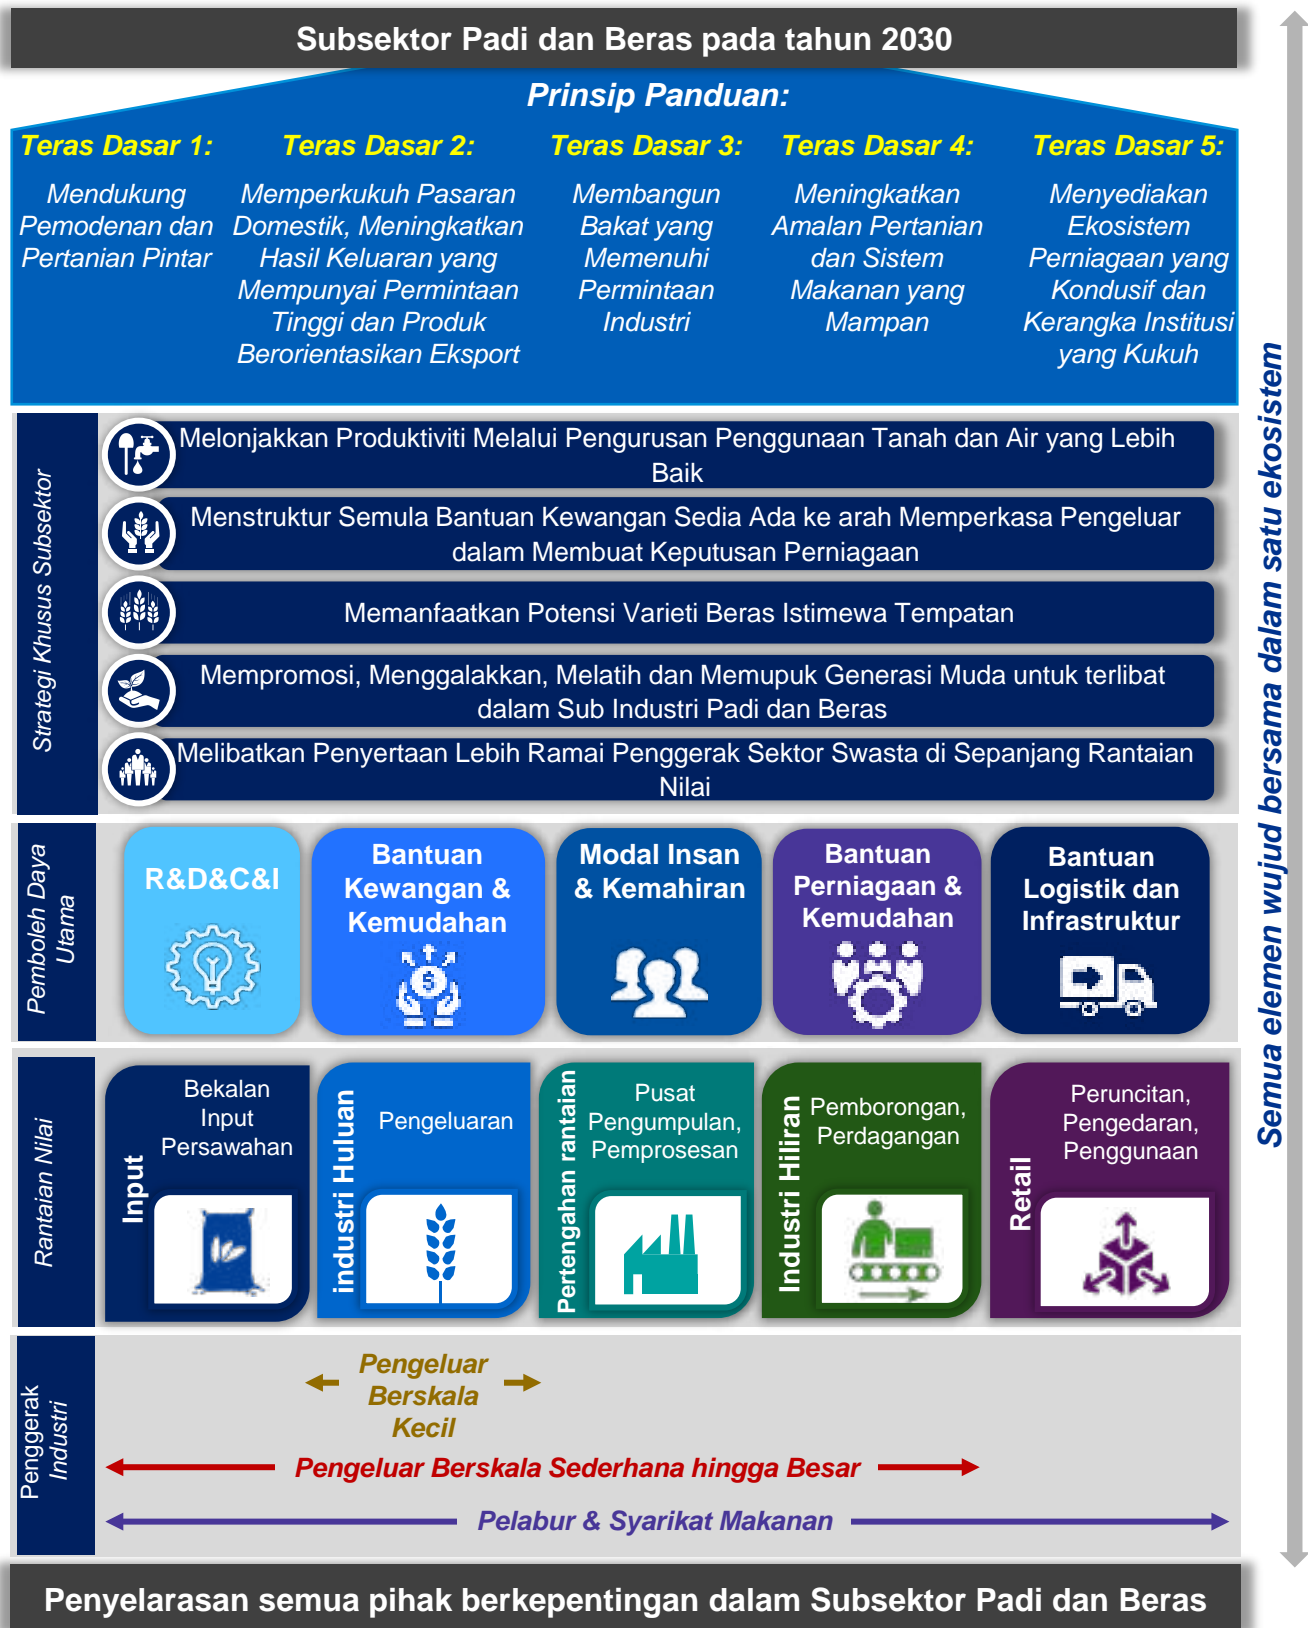 Subsektor Padi dan Beras pada tahun 2030
Prinsip Panduan:
Teras Dasar 1:
Mendukung
Pemodenan dan
Pertanian Pintar
Teras Dasar 2:
Memperkukuh Pasaran
Domestik, Meningkatkan
Hasil Keluaran yang
Mempunyai Permintaan
Tinggi dan Produk
Berorientasikan Eksport
Teras Dasar 3:
Membangun
Bakat yang
Memenuhi
Permintaan
Industri
Teras Dasar 4:
Meningkatkan
Amalan Pertanian
dan Sistem
Makanan yang
Mampan
Teras Dasar 5:
Menyediakan
Ekosistem
Perniagaan yang
Kondusif dan
Kerangka Institusi
yang Kukuh
Strategi Khusus Subsektor
Melonjakkan Produktiviti Melalui Pengurusan Penggunaan Tanah dan Air yang Lebih
Baik
Menstruktur Semula Bantuan Kewangan Sedia Ada ke arah Memperkasa Pengeluar
dalam Membuat Keputusan Perniagaan
Memanfaatkan Potensi Varieti Beras Istimewa Tempatan
Mempromosi, Menggalakkan, Melatih dan Memupuk Generasi Muda untuk terlibat
dalam Sub Industri Padi dan Beras
Melibatkan Penyertaan Lebih Ramai Penggerak Sektor Swasta di Sepanjang Rantaian
Nilai
Pemboleh Daya
Utama
R&D&C&I
Bantuan
Kewangan &
Kemudahan
$
Modal Insan
& Kemahiran
Bantuan
Perniagaan &
Kemudahan
Bantuan
Logistik dan
Infrastruktur
Rantaian Nilai
Input
Bekalan
Input
Persawahan
industri Huluan
Pengeluaran
Pertengahan rantaian
Pusat
Pengumpulan,
Pemprosesan
Industri Hiliran
Pemborongan,
Perdagangan
Retail
Peruncitan,
Pengedaran,
Penggunaan
Penggerak
Industri
Pengeluar
Berskala
Kecil
Pengeluar Berskala Sederhana hingga Besar
Pelabur & Syarikat Makanan
Penyelarasan semua pihak berkepentingan dalam Subsektor Padi dan Beras
Semua elemen wujud bersama dalam satu ekosistem